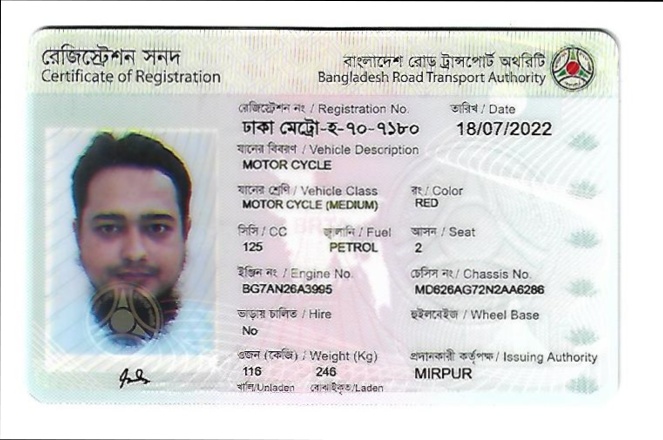 রেজিস্ট্রেশন সনদ
Certificate of Registration
বাংলাদেশ রোড ট্রান্সপোর্ট অথরিটি
Bangladesh Road Transport Authority
রেজিস্ট্রেশন নং / Registration No. তারিখ / Date
ঢাকা মেট্রো-হ-৭০-৭১৮০ 18/07/2022
যানের বিবরণ / Vehicle Description
MOTOR CYCLE
যানের শ্রেণি / Vehicle Class রং / Color
MOTOR CYCLE (MEDIUM) RED
সিসি / CC জ্বালানি / Fuel আসন / Seat
125 PETROL 2
ইঞ্জিন নং / Engine No. চেসিস নং / Chassis No.
BG7AN26A3995 MD626AG72N2AA6286
ভাড়ায় চালিত / Hire হুইলবেইজ / Wheel Base
No
ওজন (কেজি) / Weight (Kg) প্রদানকারী কর্তৃপক্ষ / Issuing Authority
116 246 MIRPUR
খালি/Unladen বোঝাইকৃত/Laden